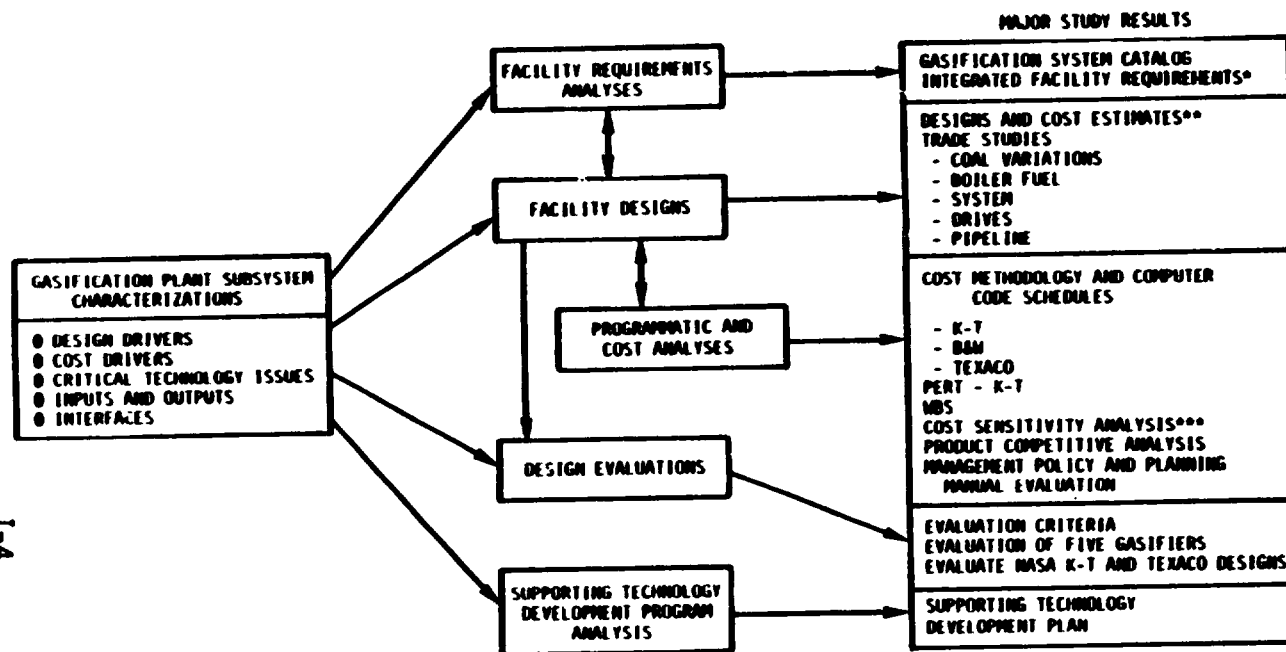 MAJOR STUDY RESULTS
GASIFICATION PLANT SUBSYSTEM
CHARACTERIZATIONS
● DESIGN DRIVERS
● COST DRIVERS
● CRITICAL TECHNOLOGY ISSUES
● INPUTS AND OUTPUTS
● INTERFACES
FACILITY REQUIREMENTS
ANALYSES
FACILITY DESIGNS
PROGRAMMATIC AND
COST ANALYSES
DESIGN EVALUATIONS
SUPPORTING TECHNOLOGY
DEVELOPMENT PROGRAM
ANALYSIS
GASIFICATION SYSTEM CATALOG
INTEGRATED FACILITY REQUIREMENTS*
DESIGNS AND COST ESTIMATES**
TRADE STUDIES
- COAL VARIATIONS
- BOILER FUEL
- SYSTEM
- DRIVES
- PIPELINE
COST METHODOLOGY AND COMPUTER
CODE SCHEDULES
- K-T
- B&W
- TEXACO
PERT - K-T
WBS
COST SENSITIVITY ANALYSIS***
PRODUCT COMPETITIVE ANALYSIS
MANAGEMENT POLICY AND PLANNING
MANUAL EVALUATION
EVALUATION CRITERIA
EVALUATION OF FIVE GASIFIERS
EVALUATE NASA K-T AND TEXACO DESIGNS
SUPPORTING TECHNOLOGY
DEVELOPMENT PLAN
I-4